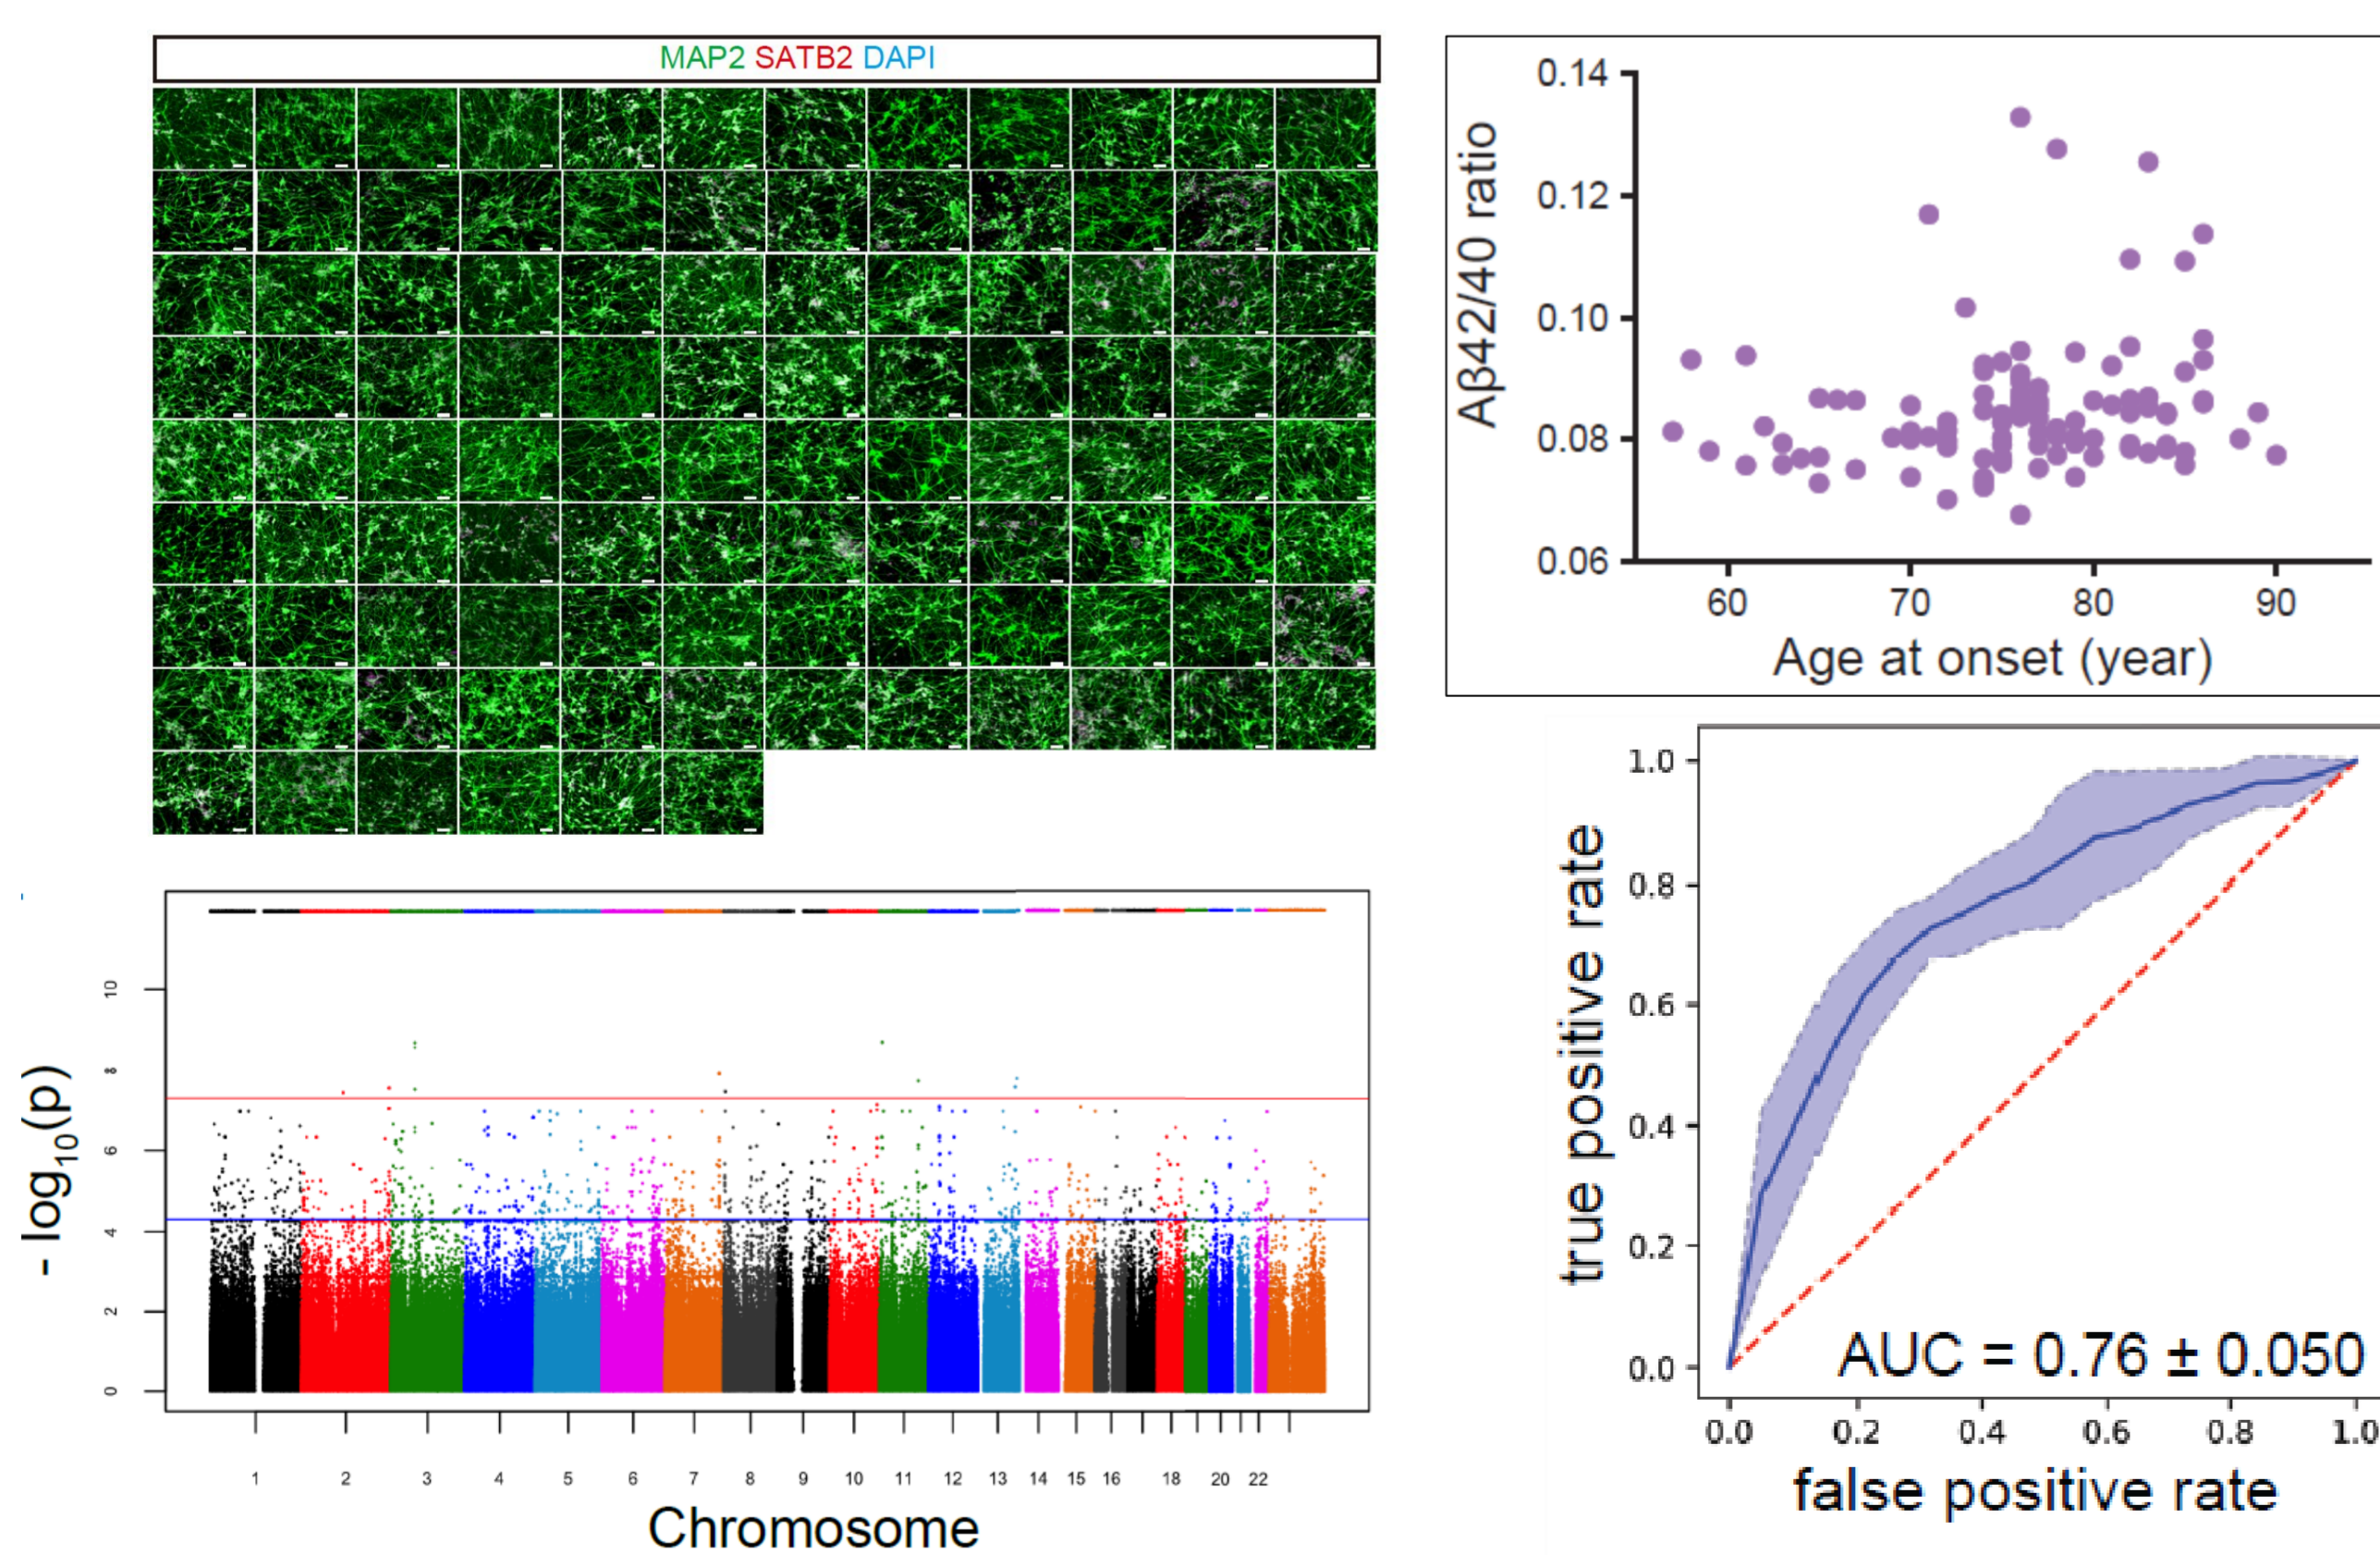 MAP2 SATB2 DAPI
Aβ42/40 ratio
0.14
0.12
0.10
0.08
0.06
60 70 80 90
Age at onset (year)
- log10(p)
10
8
6
4
2
0
1 2 3 4 5 6 7 8 9 10 11 12 13 14 15 16 18 20 22
Chromosome
true positive rate
1.0
0.8
0.6
0.4
0.2
0.0
AUC = 0.76 ± 0.050
0.0 0.2 0.4 0.6 0.8 1.0
false positive rate